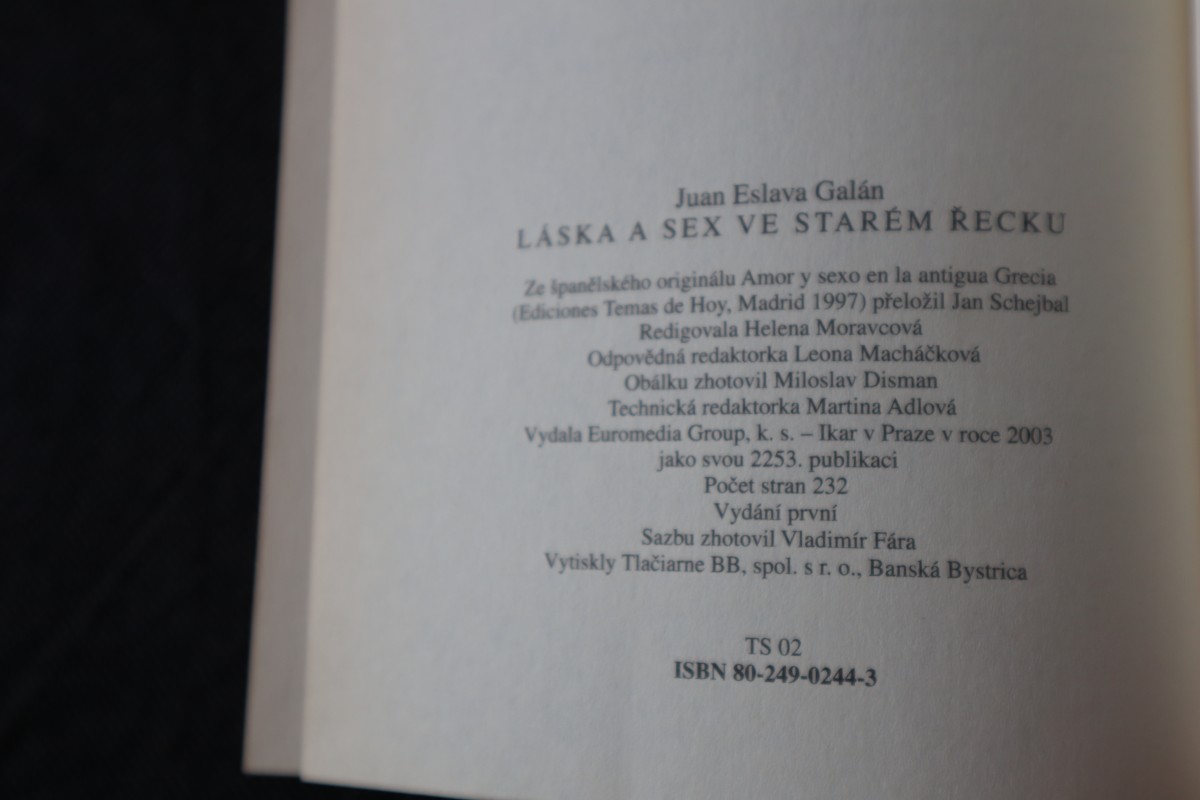 Juan Eslava Galán
LÁSKA A SEX VE STARÉM ŘECKU
Ze španělského originálu Amor y sexo en la antigua Grecia
(Ediciones Temas de Hoy, Madrid 1997) přeložil Jan Schejbal
Redigovala Helena Moravcová
Odpovědná redaktorka Leona Macháčková
Obálku zhotovil Miloslav Disman
Technická redaktorka Martina Adlová
Vydala Euromedia Group, k. s. – Ikar v Praze v roce 2003
jako svou 2253. publikaci
Počet stran 232
Vydání první
Sazbu zhotovil Vladimír Fára
Vytiskly Tlačiarne BB, spol. s r. o., Banská Bystrica
TS 02
ISBN 80-249-0244-3